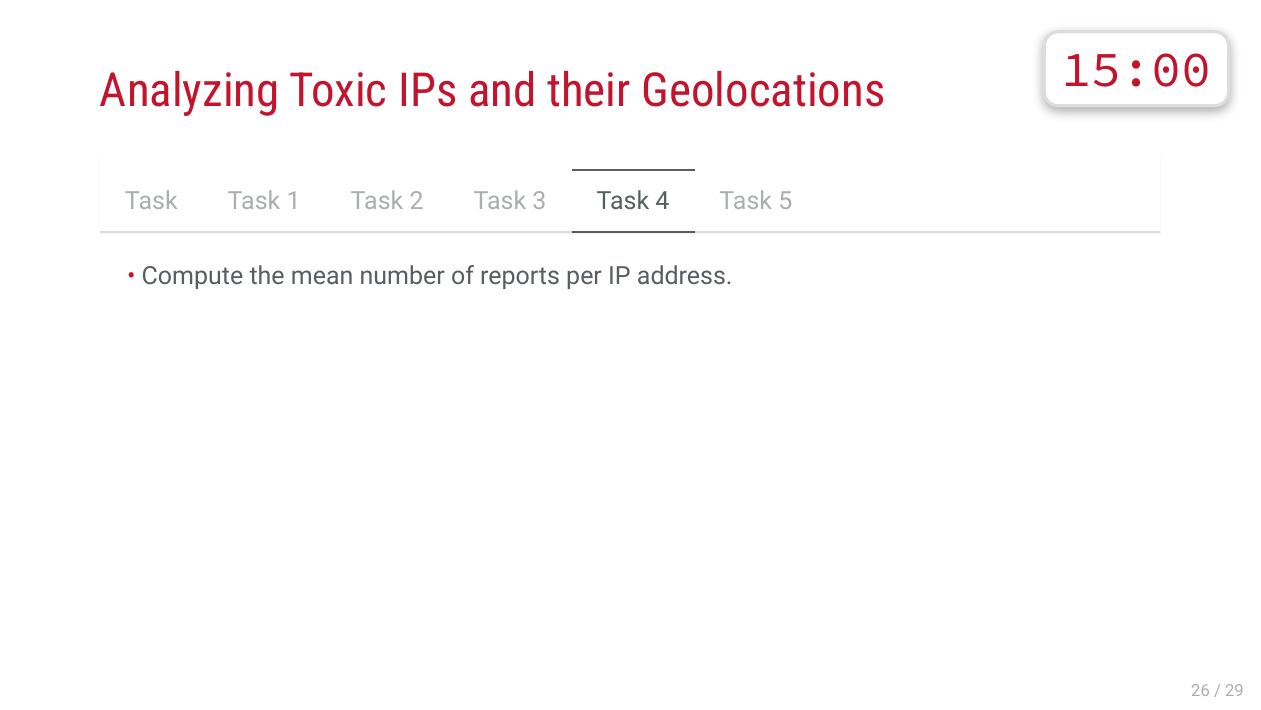 Analyzing Toxic IPs and their Geolocations
15:00
Task Task 1 Task 2 Task 3 Task 4 Task 5
• Compute the mean number of reports per IP address.
26 / 29